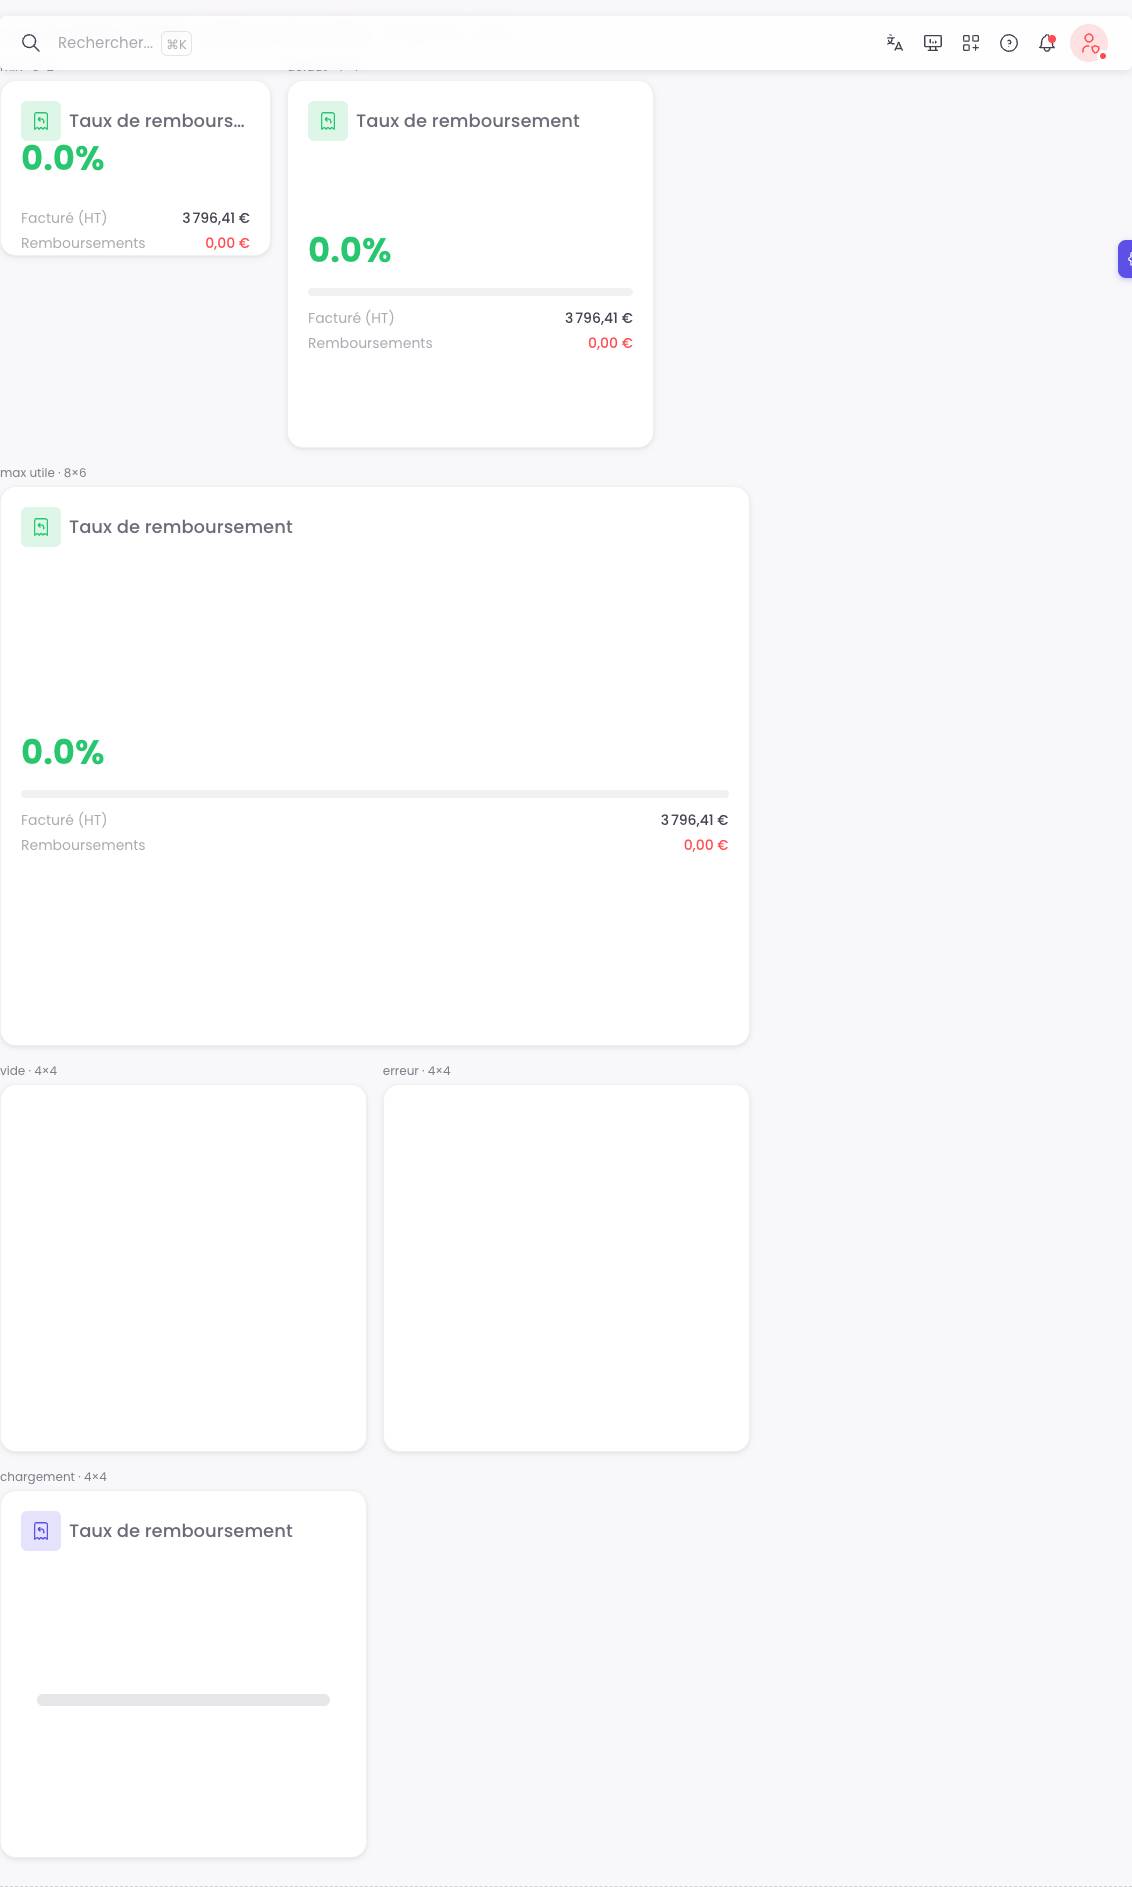 Rechercher... ⌘K
Taux de rembours...
0.0%
Facturé (HT) 3 796,41 €
Remboursements 0,00 €
Taux de remboursement
0.0%
Facturé (HT) 3 796,41 €
Remboursements 0,00 €
max utile · 8×6
Taux de remboursement
0.0%
Facturé (HT) 3 796,41 €
Remboursements 0,00 €
vide · 4×4
erreur · 4×4
chargement · 4×4
Taux de remboursement